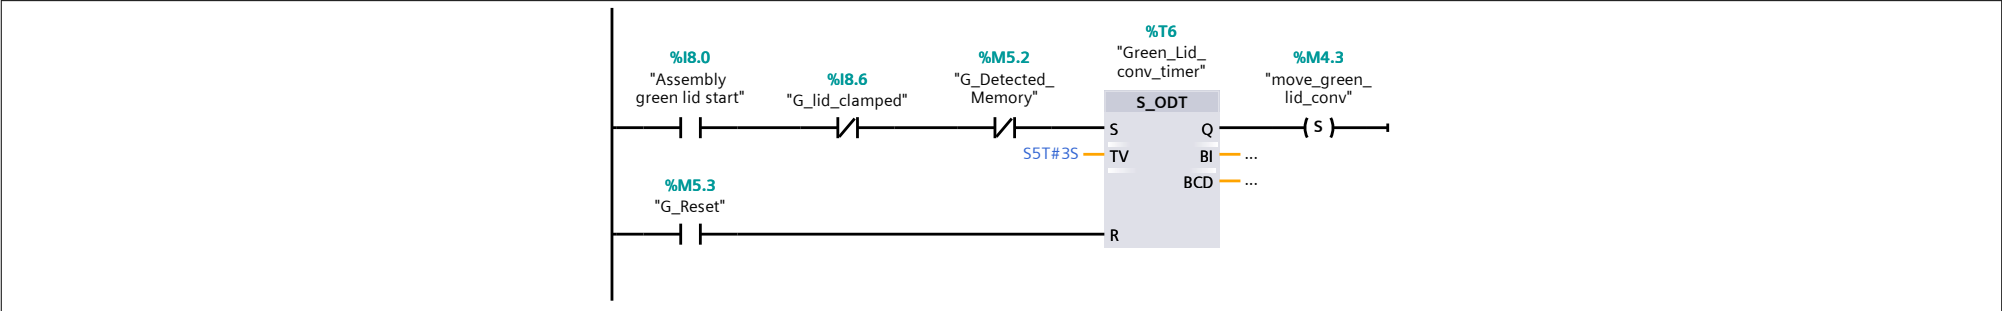 %T6
"Green_Lid_
conv_timer"
%I8.0
"Assembly
green lid start"
%I8.6
"G_lid_clamped"
%M5.2
"G_Detected_
Memory"
%M4.3
"move_green_
lid_conv"
S_ODT
S
Q
S
S5T#3S
TV
BI
...
BCD
...
%M5.3
"G_Reset"
R